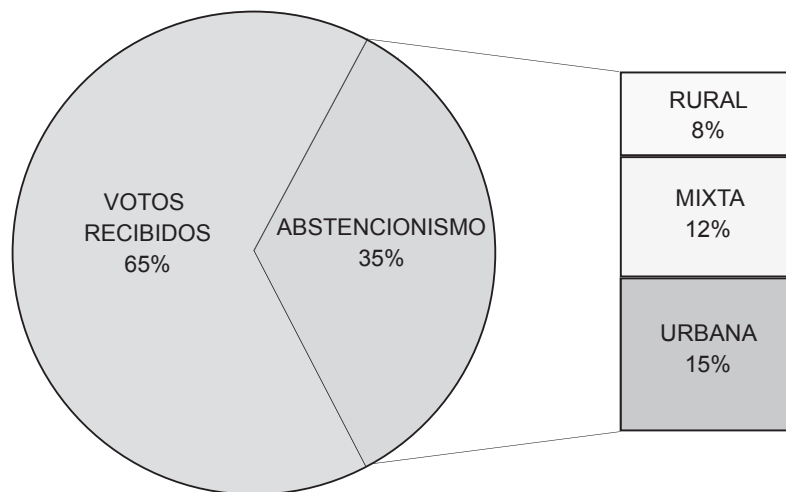 VOTOS
RECIBIDOS
65%
ABSTENCIONISMO
35%
RURAL
8%
MIXTA
12%
URBANA
15%